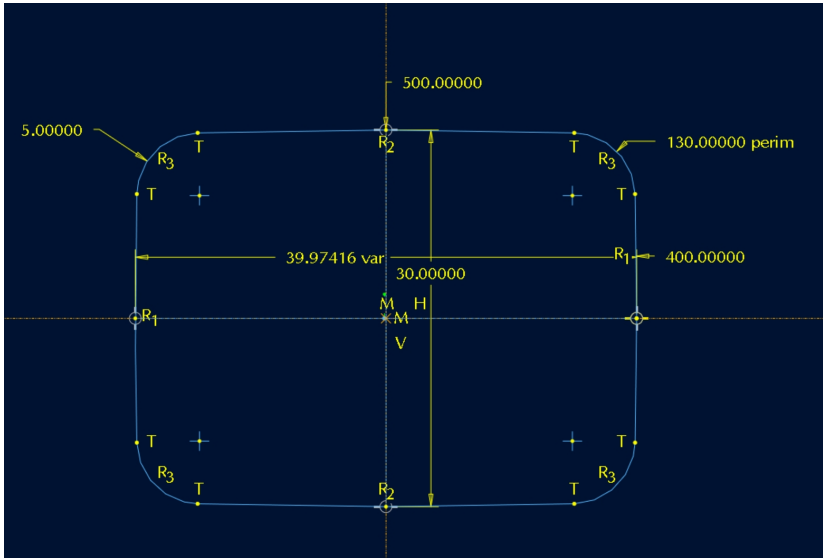 500.00000
5.00000
R2
T
T
R3
R3
130.00000 perim
T
T
R1
39.97416 var
400.00000
30.00000
M
H
R1
M
V
T
T
R3
R3
R2
T
T